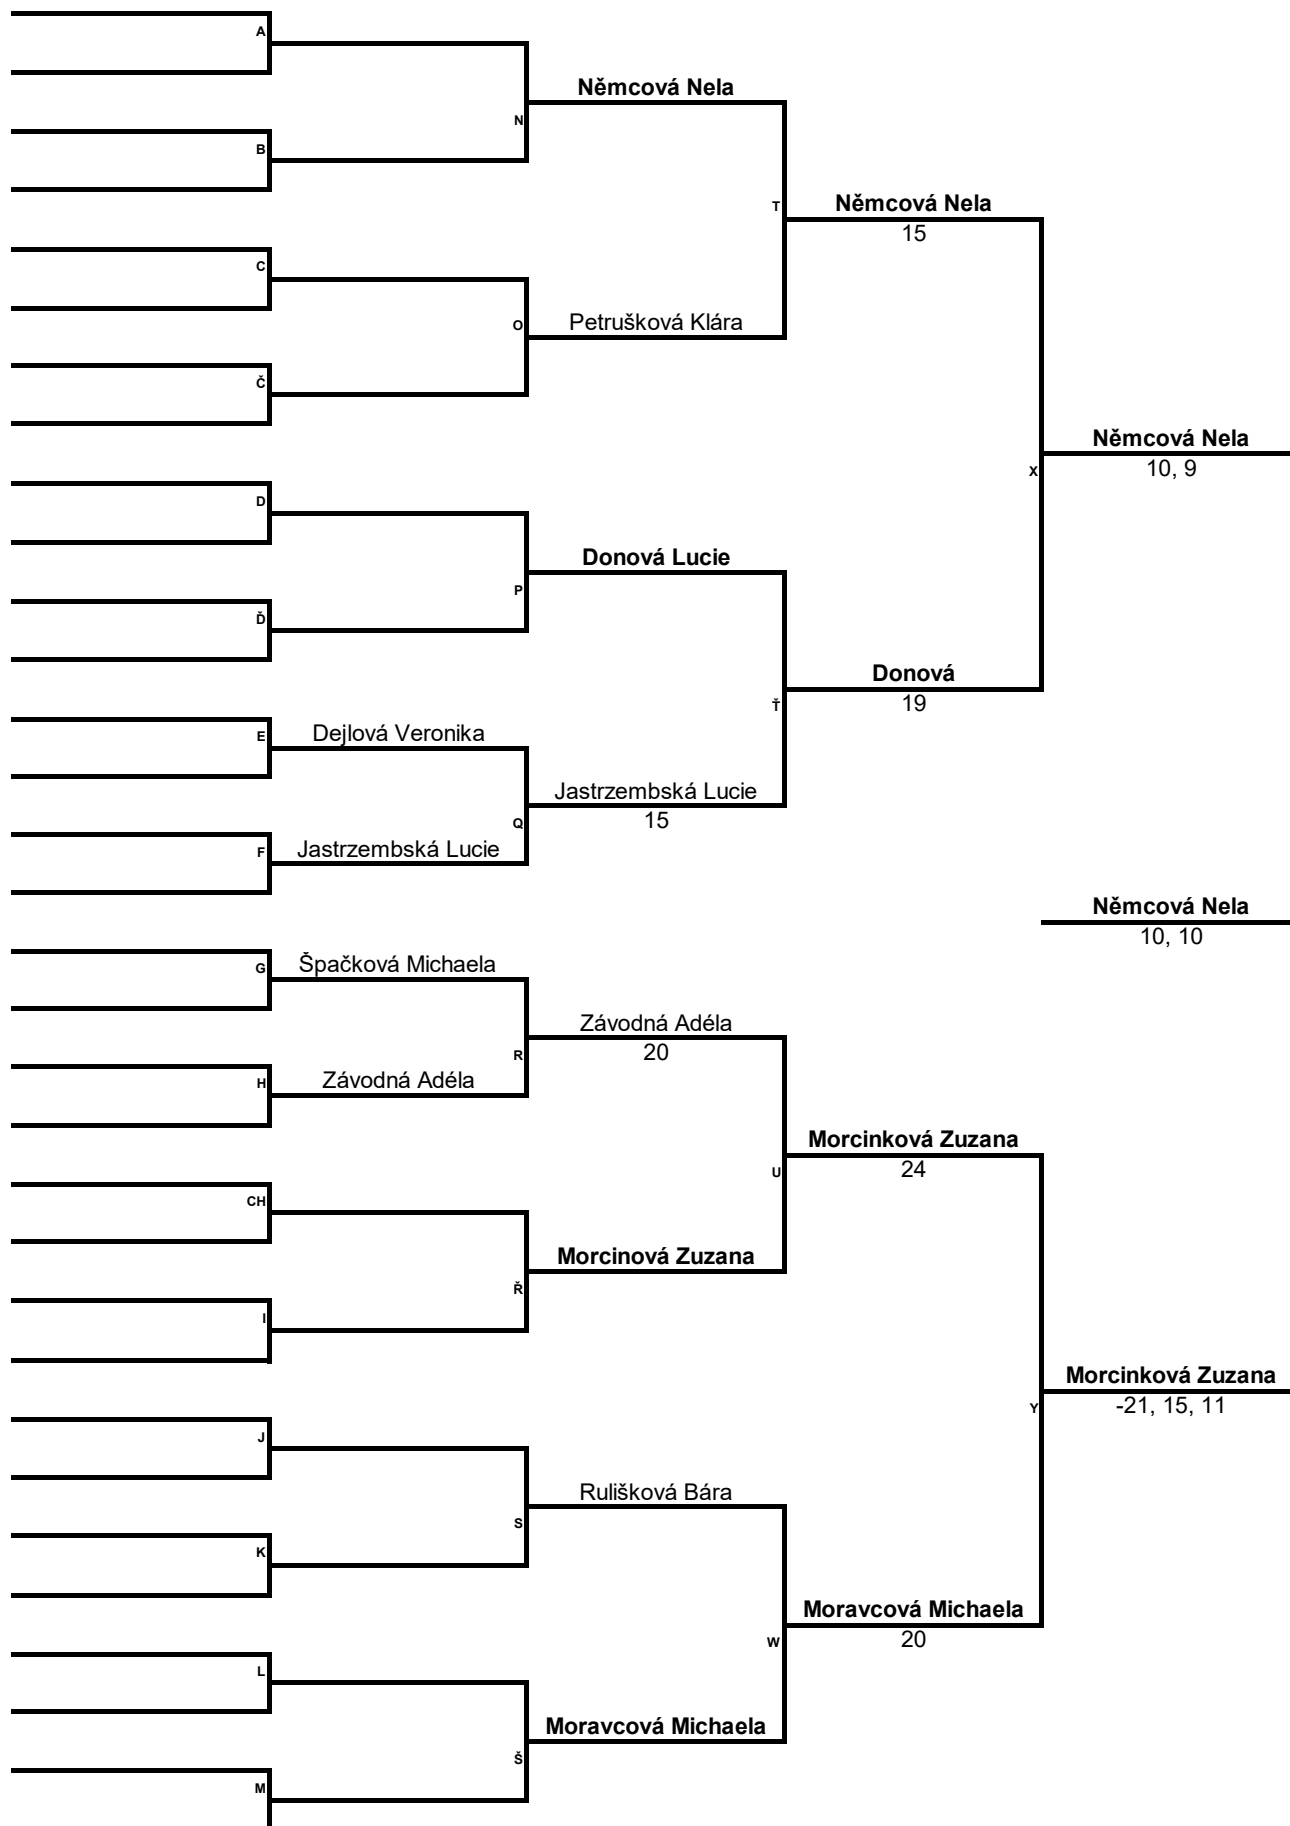 A
Němcová Nela
N
B
Němcová Nela
T
15
C
Petrušková Klára
O
Č
Němcová Nela
10, 9
X
D
Donová Lucie
P
Ď
Donová
19
Ť
Dejlová Veronika
E
Jastrzembská Lucie
15
Q
Jastrzembská Lucie
F
Němcová Nela
10, 10
Špačková Michaela
G
Závodná Adéla
20
R
Závodná Adéla
H
Morcinková Zuzana
24
U
CH
Morcinová Zuzana
Ř
I
Morcinková Zuzana
-21, 15, 11
Y
J
Rulišková Bára
S
K
Moravcová Michaela
20
W
L
Moravcová Michaela
Š
M